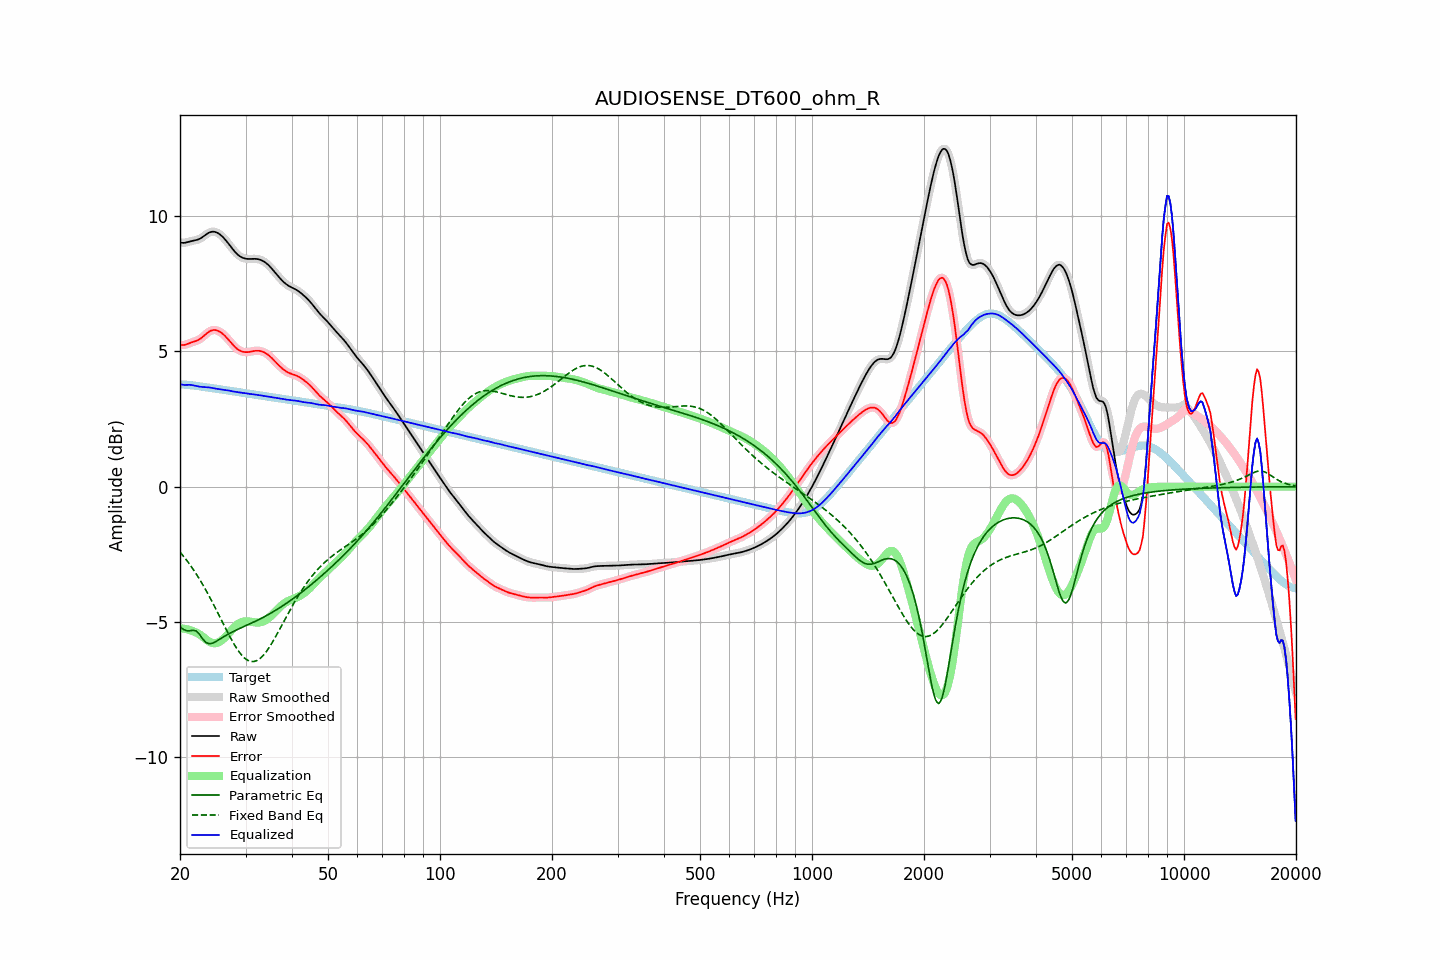 AUDIOSENSE_DT600_ohm_R
Amplitude (dBr)
10
5
0
−5
−10
Target
Raw Smoothed
Error Smoothed
Raw
Error
Equalization
Parametric Eq
Fixed Band Eq
Equalized
20 50 100 200 500 1000 2000 5000 10000 20000
Frequency (Hz)